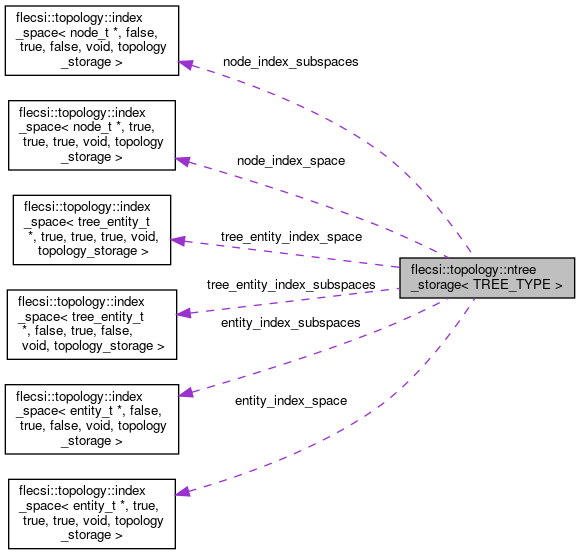 flecsi::topology::index
_space< node_t *, false,
true, false, void, topology
_storage >
node_index_subspaces
flecsi::topology::index
_space< node_t *, true,
true, true, void, topology
_storage >
node_index_space
flecsi::topology::index
_space< tree_entity_t
*, true, true, true, void,
topology_storage >
tree_entity_index_space
flecsi::topology::ntree
_storage< TREE_TYPE >
flecsi::topology::index
_space< tree_entity_t
*, false, true, false,
void, topology_storage >
tree_entity_index_subspaces
entity_index_subspaces
flecsi::topology::index
_space< entity_t *, false,
true, false, void, topology
_storage >
entity_index_space
flecsi::topology::index
_space< entity_t *, true,
true, true, void, topology
_storage >